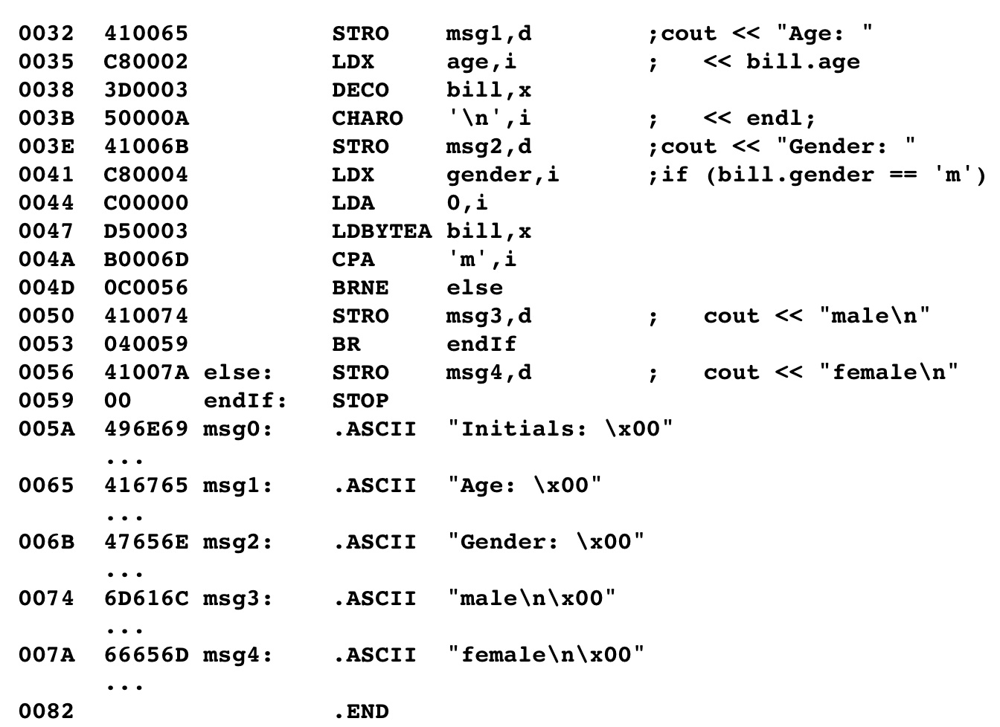 0032  410065          STRO    msg1,d        ;cout << "Age: "
0035  C80002          LDX     age,i         ;   << bill.age
0038  3D0003          DECO    bill,x
003B  50000A          CHARO   '\n',i        ;   << endl;
003E  41006B          STRO    msg2,d        ;cout << "Gender: "
0041  C80004          LDX     gender,i      ;if (bill.gender == 'm')
0044  C00000          LDA     0,i
0047  D50003          LDBYTEA bill,x
004A  B0006D          CPA     'm',i
004D  0C0056          BRNE    else
0050  410074          STRO    msg3,d        ;   cout << "male\n"
0053  040059          BR      endIf
0056  41007A else:    STRO    msg4,d        ;   cout << "female\n"
0059  00     endIf:   STOP
005A  496E69 msg0:    .ASCII  "Initials: \x00"
      ...
0065  416765 msg1:    .ASCII  "Age: \x00"
      ...
006B  47656E msg2:    .ASCII  "Gender: \x00"
      ...
0074  6D616C msg3:    .ASCII  "male\n\x00"
      ...
007A  66656D msg4:    .ASCII  "female\n\x00"
      ...
0082                  .END